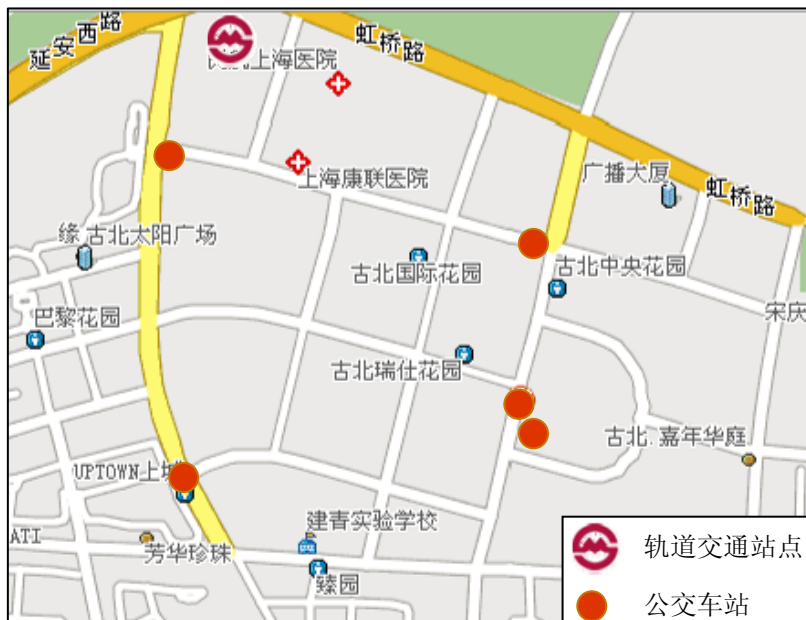 延安西路
虹桥路
上海医院
上海康联医院
广播大厦
虹桥路
缘 古北太阳广场
古北国际花园
古北中央花园
巴黎花园
宋庆
古北瑞仕花园
古北.嘉年华庭
UPTOWN上城
建青实验学校
ATI
芳华珍珠
臻园
轨道交通站点
公交车站